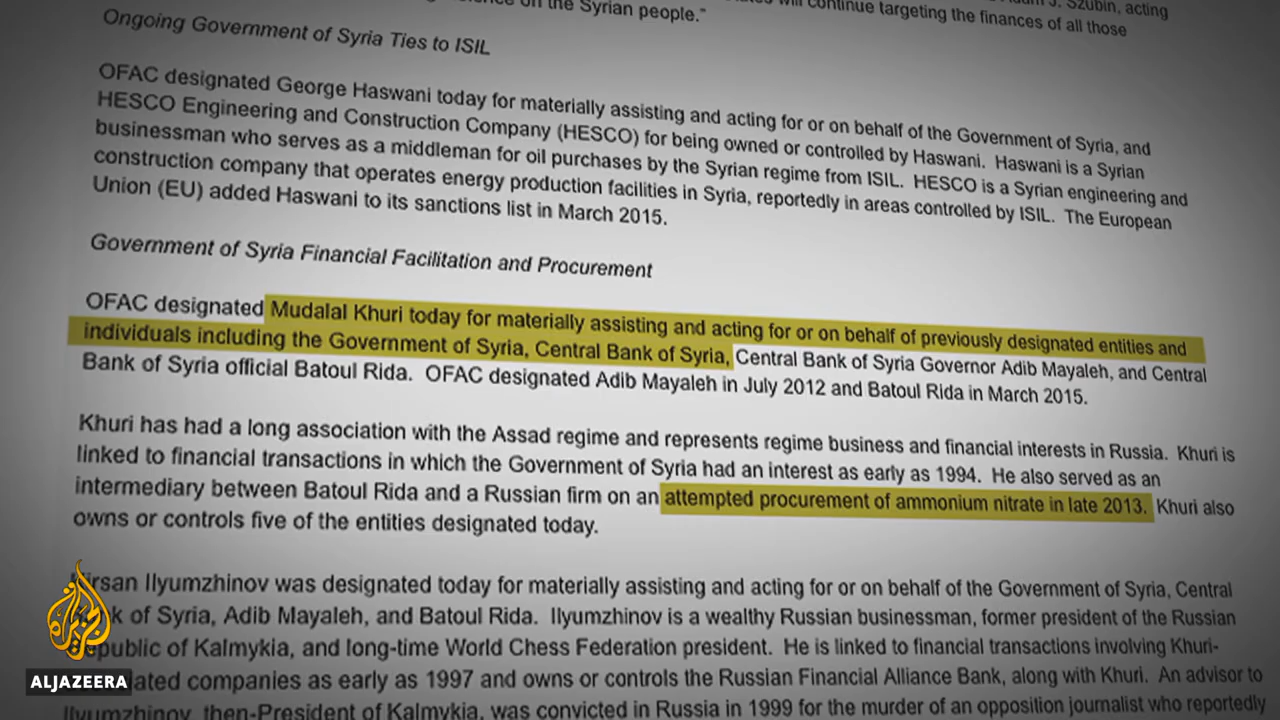 J. Szubin, acting
on the Syrian people."
will continue targeting the finances of all those
Ongoing Government of Syria Ties to ISIL
OFAC designated George Haswani today for materially assisting and acting for or on behalf of the Government of Syria, and
HESCO Engineering and Construction Company (HESCO) for being owned or controlled by Haswani. Haswani is a Syrian
businessman who serves as a middleman for oil purchases by the Syrian regime from ISIL. HESCO is a Syrian engineering and
construction company that operates energy production facilities in Syria, reportedly in areas controlled by ISIL. The European
Union (EU) added Haswani to its sanctions list in March 2015.
Government of Syria Financial Facilitation and Procurement
OFAC designated Mudalal Khuri today for materially assisting and acting for or on behalf of previously designated entities and
individuals including the Government of Syria, Central Bank of Syria, Central Bank of Syria Governor Adib Mayaleh, and Central
Bank of Syria official Batoul Rida. OFAC designated Adib Mayaleh in July 2012 and Batoul Rida in March 2015.
Khuri has had a long association with the Assad regime and represents regime business and financial interests in Russia. Khuri is
linked to financial transactions in which the Government of Syria had an interest as early as 1994. He also served as an
intermediary between Batoul Rida and a Russian firm on an attempted procurement of ammonium nitrate in late 2013. Khuri also
owns or controls five of the entities designated today.
Ilyumzhinov was designated today for materially assisting and acting for or on behalf of the Government of Syria, Central
of Syria, Adib Mayaleh, and Batoul Rida. Ilyumzhinov is a wealthy Russian businessman, former president of the Russian
of Kalmykia, and long-time World Chess Federation president. He is linked to financial transactions involving Khuri-
companies as early as 1997 and owns or controls the Russian Financial Alliance Bank, along with Khuri. An advisor to
Ilyumzhinov, then-President of Kalmykia, was convicted in Russia in 1999 for the murder of an opposition journalist who reportedly
ALJAZEERA